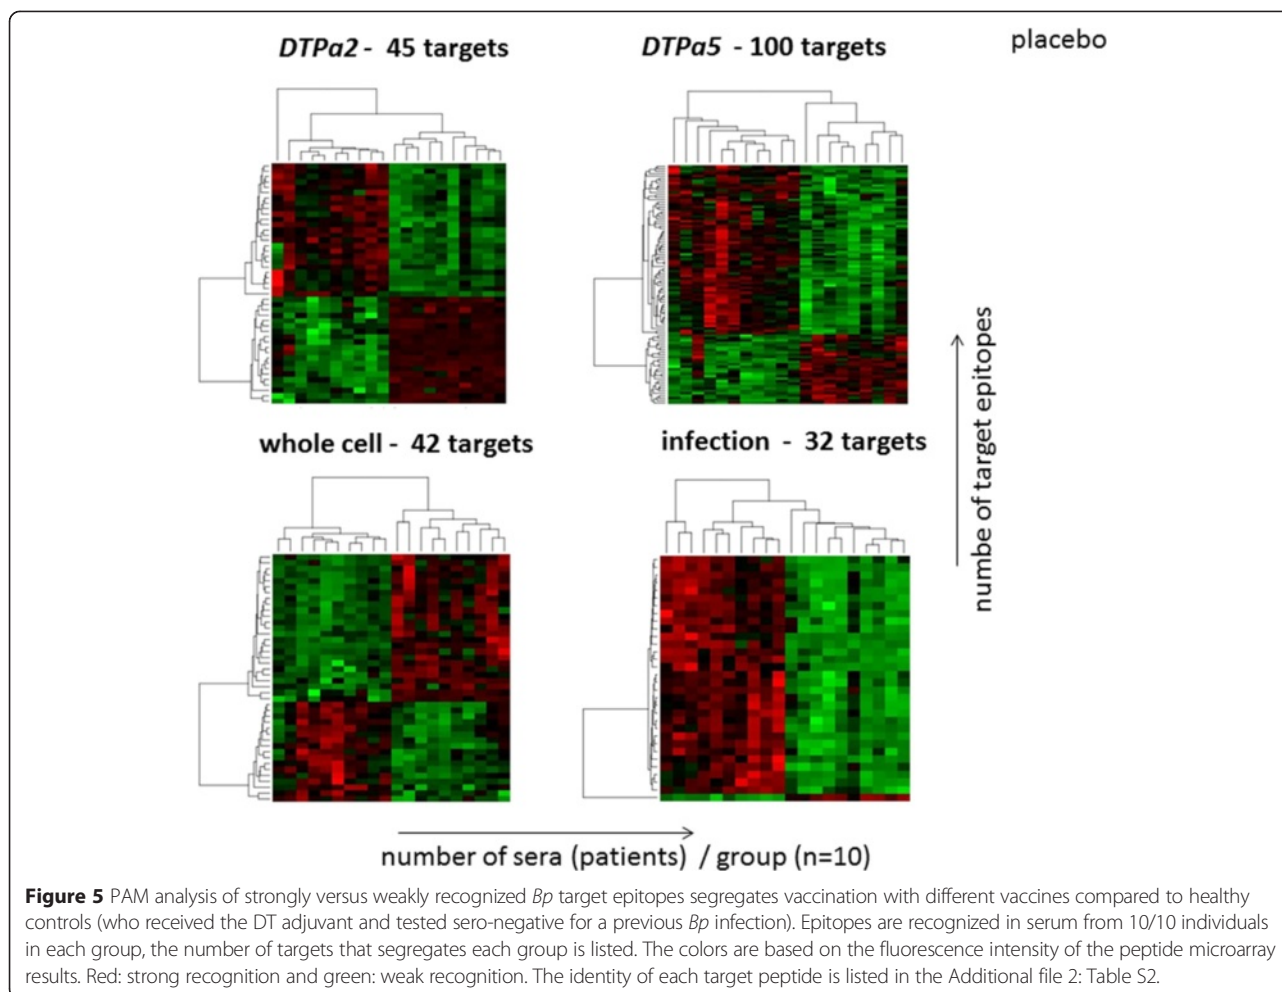 DTPa2 - 45 targets
DTPa5 - 100 targets
placebo
whole cell - 42 targets
infection - 32 targets
numbe of target epitopes
number of sera (patients) / group (n=10)
Figure 5 PAM analysis of strongly versus weakly recognized Bp target epitopes segregates vaccination with different vaccines compared to healthy
controls (who received the DT adjuvant and tested sero-negative for a previous Bp infection). Epitopes are recognized in serum from 10/10 individuals
in each group, the number of targets that segregates each group is listed. The colors are based on the fluorescence intensity of the peptide microarray
results. Red: strong recognition and green: weak recognition. The identity of each target peptide is listed in the Additional file 2: Table S2.